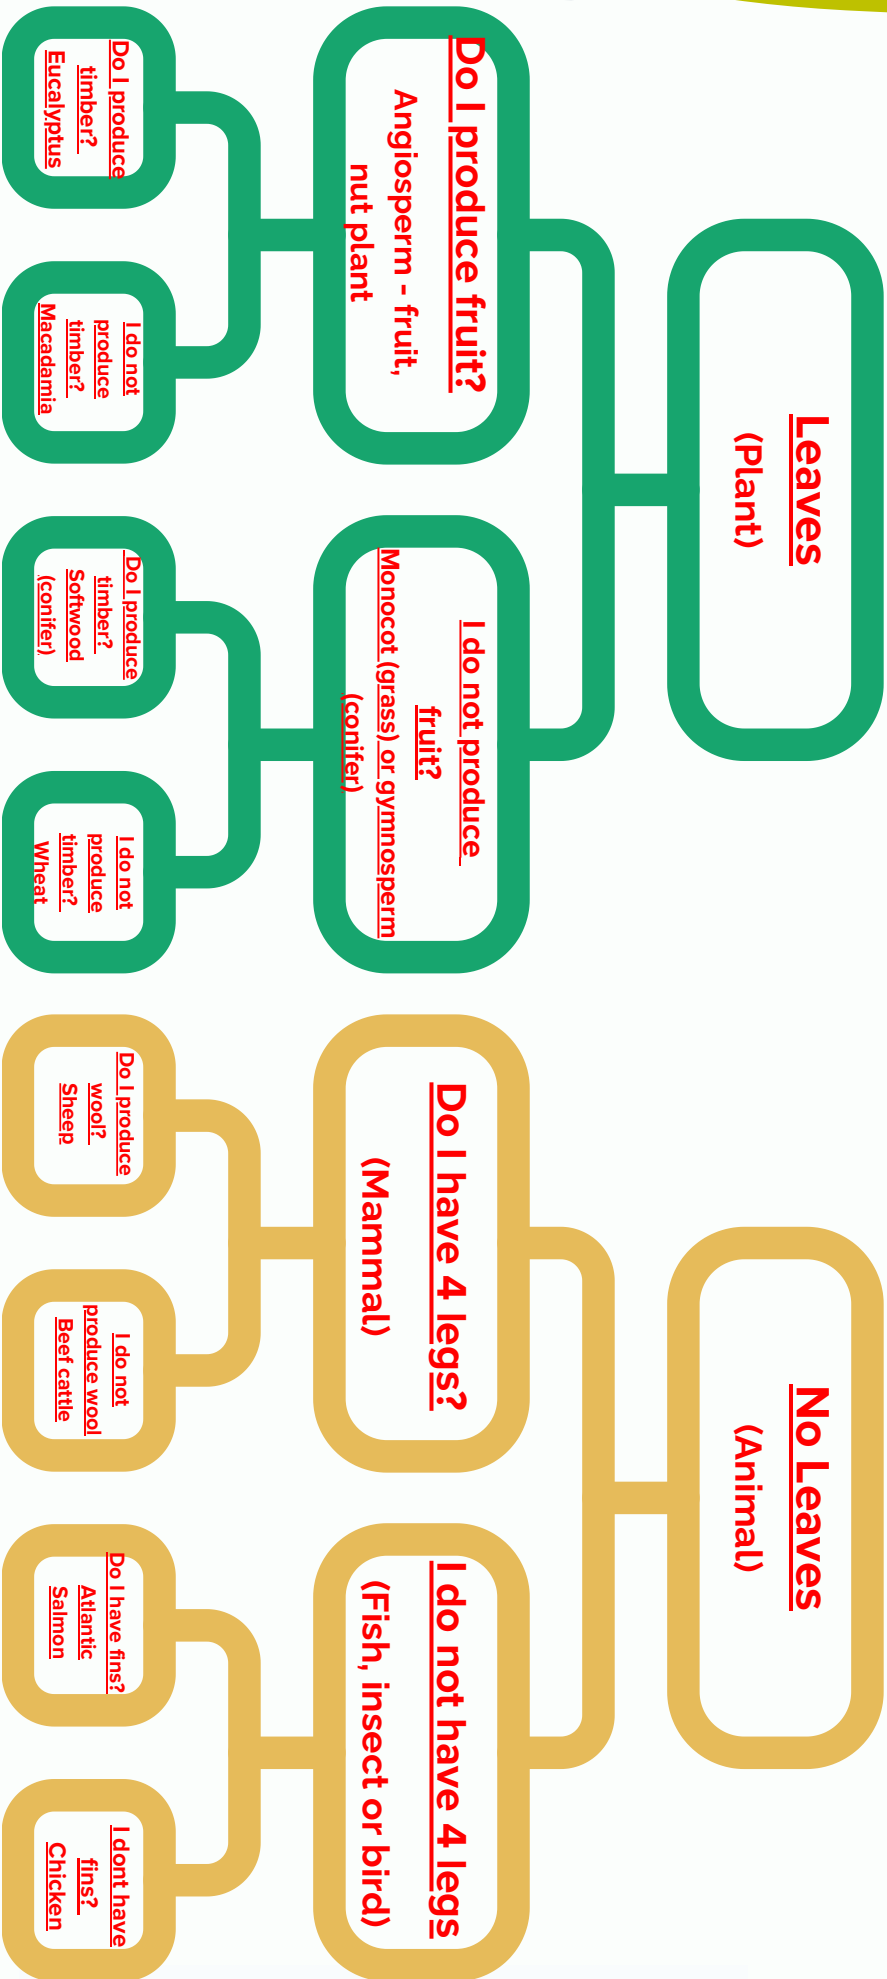 Leaves
(Plant)
No Leaves
(Animal)
Do I produce fruit?
Angiosperm - fruit,
nut plant
I do not produce
fruit?
Monocot (grass) or gymnosperm
(conifer)
Do I have 4 legs?
(Mammal)
I do not have 4 legs
(Fish, insect or bird)
Do I produce
timber?
Eucalyptus
I do not
produce
timber?
Macadamia
Do I produce
timber?
Softwood
(conifer)
I do not
produce
timber?
Wheat
Do I produce
wool?
Sheep
I do not
produce wool
Beef cattle
Do I have fins?
Atlantic
Salmon
I dont have
fins?
Chicken